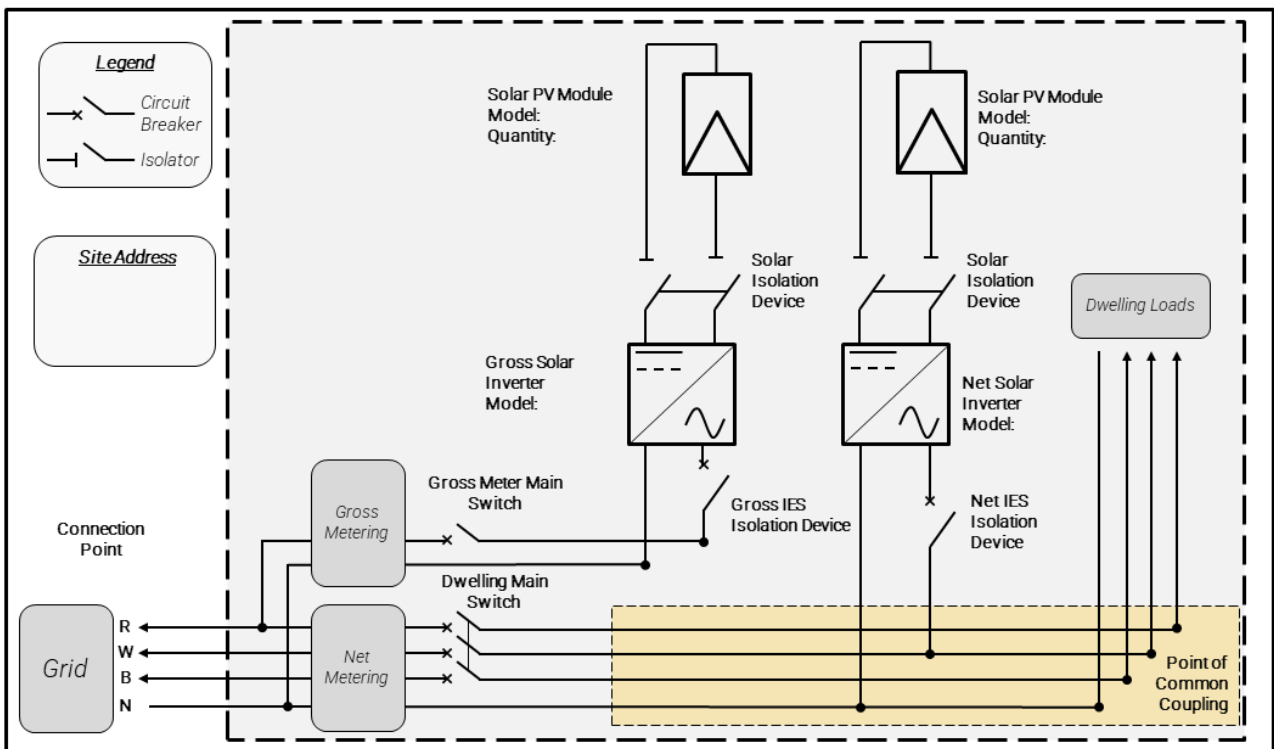 Legend
Circuit
Breaker
Isolator
Site Address
Solar PV Module
Model:
Quantity:
Solar PV Module
Model:
Quantity:
Solar
Isolation
Device
Solar
Isolation
Device
Dwelling Loads
Gross Solar
Inverter
Model:
Net Solar
Inverter
Model:
Gross Meter Main
Switch
Gross
Metering
Gross IES
Isolation Device
Net IES
Isolation
Device
Connection
Point
Dwelling Main
Switch
Grid
R
W
B
N
Net
Metering
Point of
Common
Coupling